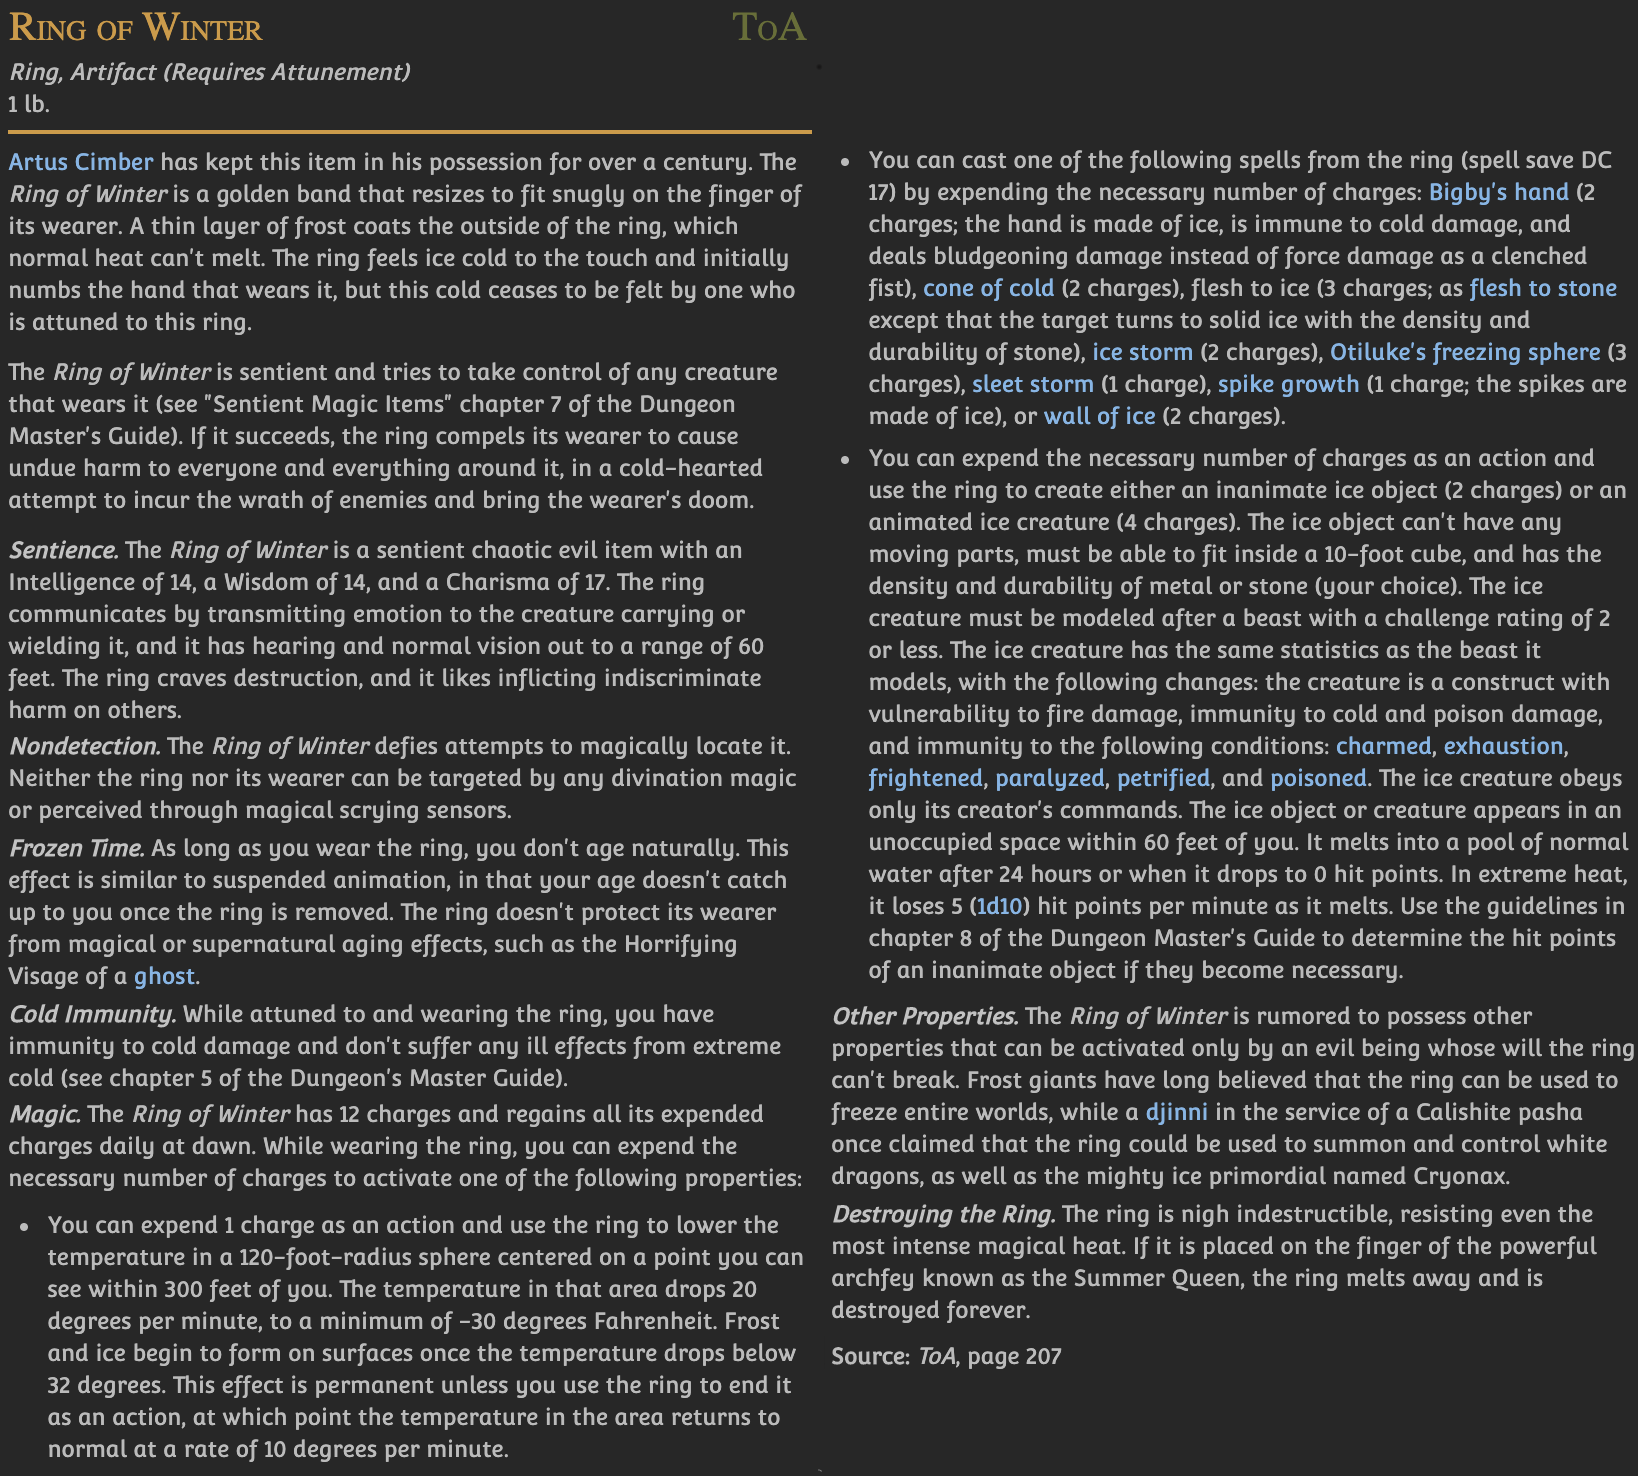 Ring of Winter
ToA
Ring, Artifact (Requires Attunement)
1 lb.
Artus Cimber has kept this item in his possession for over a century. The
Ring of Winter is a golden band that resizes to fit snugly on the finger of
its wearer. A thin layer of frost coats the outside of the ring, which
normal heat can't melt. The ring feels ice cold to the touch and initially
numbs the hand that wears it, but this cold ceases to be felt by one who
is attuned to this ring.
The Ring of Winter is sentient and tries to take control of any creature
that wears it (see "Sentient Magic Items" chapter 7 of the Dungeon
Master's Guide). If it succeeds, the ring compels its wearer to cause
undue harm to everyone and everything around it, in a cold-hearted
attempt to incur the wrath of enemies and bring the wearer's doom.
Sentience. The Ring of Winter is a sentient chaotic evil item with an
Intelligence of 14, a Wisdom of 14, and a Charisma of 17. The ring
communicates by transmitting emotion to the creature carrying or
wielding it, and it has hearing and normal vision out to a range of 60
feet. The ring craves destruction, and it likes inflicting indiscriminate
harm on others.
Nondetection. The Ring of Winter defies attempts to magically locate it.
Neither the ring nor its wearer can be targeted by any divination magic
or perceived through magical scrying sensors.
Frozen Time. As long as you wear the ring, you don't age naturally. This
effect is similar to suspended animation, in that your age doesn't catch
up to you once the ring is removed. The ring doesn't protect its wearer
from magical or supernatural aging effects, such as the Horrifying
Visage of a ghost.
Cold Immunity. While attuned to and wearing the ring, you have
immunity to cold damage and don't suffer any ill effects from extreme
cold (see chapter 5 of the Dungeon's Master Guide).
Magic. The Ring of Winter has 12 charges and regains all its expended
charges daily at dawn. While wearing the ring, you can expend the
necessary number of charges to activate one of the following properties:
• You can expend 1 charge as an action and use the ring to lower the
temperature in a 120-foot-radius sphere centered on a point you can
see within 300 feet of you. The temperature in that area drops 20
degrees per minute, to a minimum of -30 degrees Fahrenheit. Frost
and ice begin to form on surfaces once the temperature drops below
32 degrees. This effect is permanent unless you use the ring to end it
as an action, at which point the temperature in the area returns to
normal at a rate of 10 degrees per minute.
• You can cast one of the following spells from the ring (spell save DC
17) by expending the necessary number of charges: Bigby's hand (2
charges; the hand is made of ice, is immune to cold damage, and
deals bludgeoning damage instead of force damage as a clenched
fist), cone of cold (2 charges), flesh to ice (3 charges; as flesh to stone
except that the target turns to solid ice with the density and
durability of stone), ice storm (2 charges), Otiluke's freezing sphere (3
charges), sleet storm (1 charge), spike growth (1 charge; the spikes are
made of ice), or wall of ice (2 charges).
• You can expend the necessary number of charges as an action and
use the ring to create either an inanimate ice object (2 charges) or an
animated ice creature (4 charges). The ice object can't have any
moving parts, must be able to fit inside a 10-foot cube, and has the
density and durability of metal or stone (your choice). The ice
creature must be modeled after a beast with a challenge rating of 2
or less. The ice creature has the same statistics as the beast it
models, with the following changes: the creature is a construct with
vulnerability to fire damage, immunity to cold and poison damage,
and immunity to the following conditions: charmed, exhaustion,
frightened, paralyzed, petrified, and poisoned. The ice creature obeys
only its creator's commands. The ice object or creature appears in an
unoccupied space within 60 feet of you. It melts into a pool of normal
water after 24 hours or when it drops to 0 hit points. In extreme heat,
it loses 5 (1d10) hit points per minute as it melts. Use the guidelines in
chapter 8 of the Dungeon Master's Guide to determine the hit points
of an inanimate object if they become necessary.
Other Properties. The Ring of Winter is rumored to possess other
properties that can be activated only by an evil being whose will the ring
can't break. Frost giants have long believed that the ring can be used to
freeze entire worlds, while a djinni in the service of a Calishite pasha
once claimed that the ring could be used to summon and control white
dragons, as well as the mighty ice primordial named Cryonax.
Destroying the Ring. The ring is nigh indestructible, resisting even the
most intense magical heat. If it is placed on the finger of the powerful
archfey known as the Summer Queen, the ring melts away and is
destroyed forever.
Source: ToA, page 207